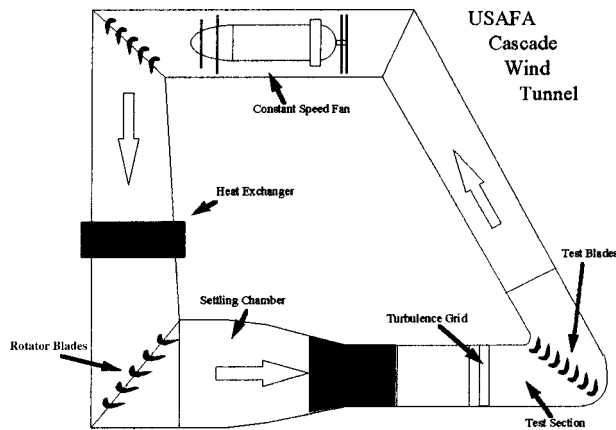 USAFA
Cascade
Wind
Tunnel
Constant Speed Fan
Heat Exchanger
Test Blades
Settling Chamber
Turbulence Grid
Rotator Blades
Test Section